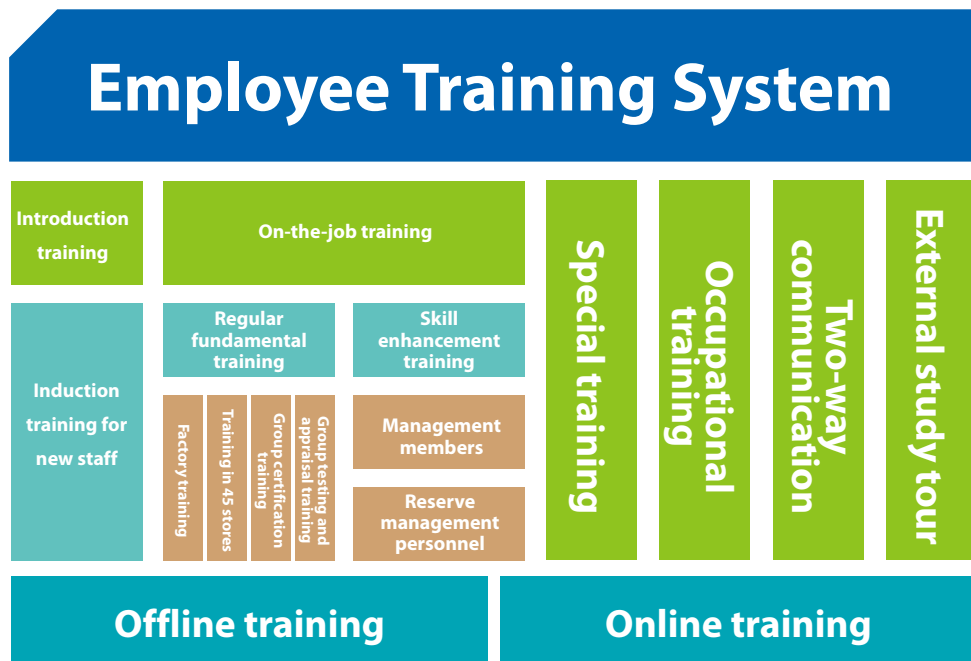 Employee Training System
Introduction
training
On-the-job training
Special training
Occupational
training
Two-way
communication
External study tour
Induction
training for
new staff
Regular
fundamental
training
Skill
enhancement
training
Factory training
Training in 45 stores
Group certification
training
Group testing and
appraisal training
Management
members
Reserve
management
personnel
Offline training
Online training